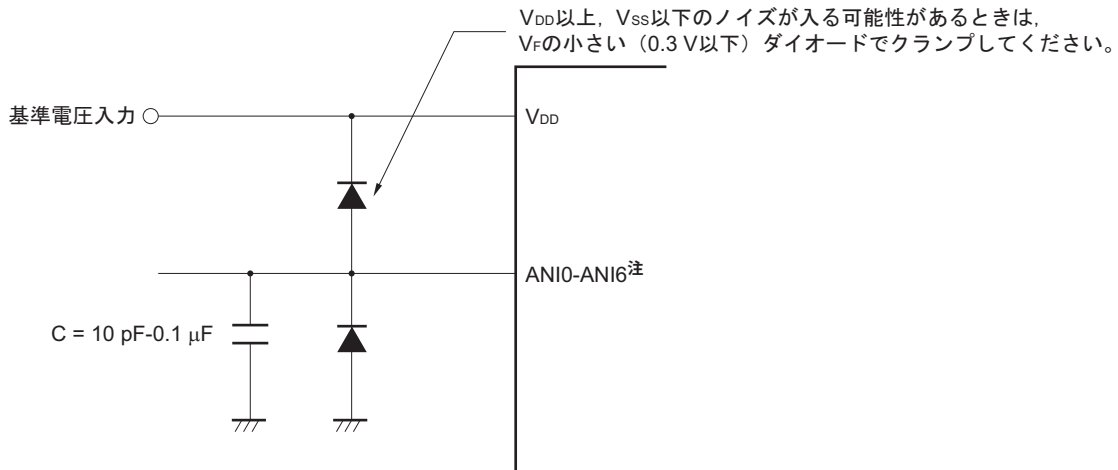 VDD以上，VSS以下のノイズが入る可能性があるときは，
VFの小さい（0.3 V以下）ダイオードでクランプしてください。
基準電圧入力
VDD
ANI0-ANI6注
C = 10 pF-0.1 μF